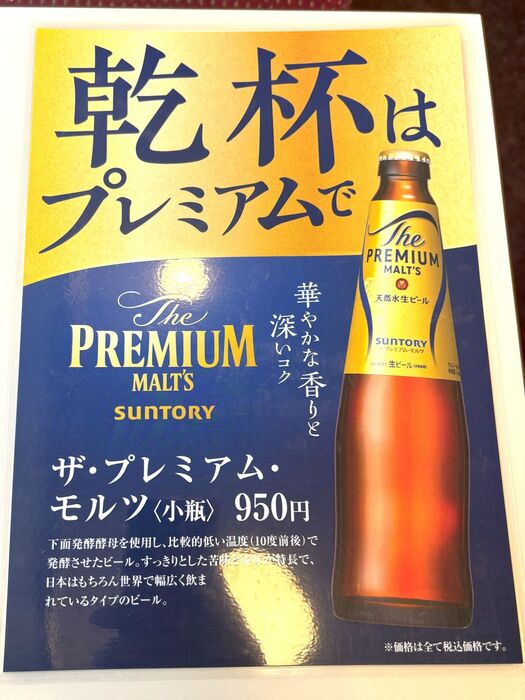 乾杯は
プレミアムで
The
PREMIUM
MALT'S
SUNTORY
華やかな香りと
深いコク
The
PREMIUM
MALT'S
天然水生ビール
SUNTORY
ザ・プレミアム・モルツ
生ビール
ザ・プレミアム・
モルツ〈小瓶〉 950円
下面発酵酵母を使用し、比較的低い温度(10度前後)で
発酵させたビール。すっきりとした苦味と が特長で、
日本はもちろん世界で幅広く飲ま
れているタイプのビール。
※価格は全て税込価格です。